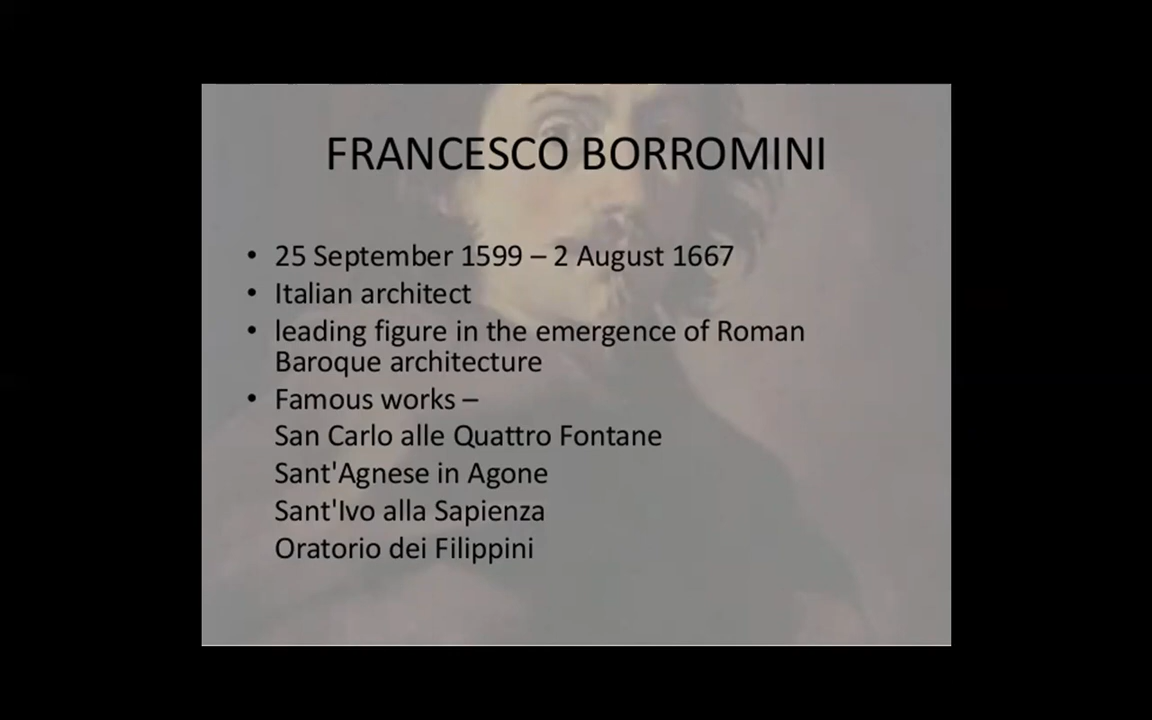 FRANCESCO BORROMINI
• 25 September 1599 – 2 August 1667
• Italian architect
• leading figure in the emergence of Roman
Baroque architecture
• Famous works –
San Carlo alle Quattro Fontane
Sant'Agnese in Agone
Sant'Ivo alla Sapienza
Oratorio dei Filippini